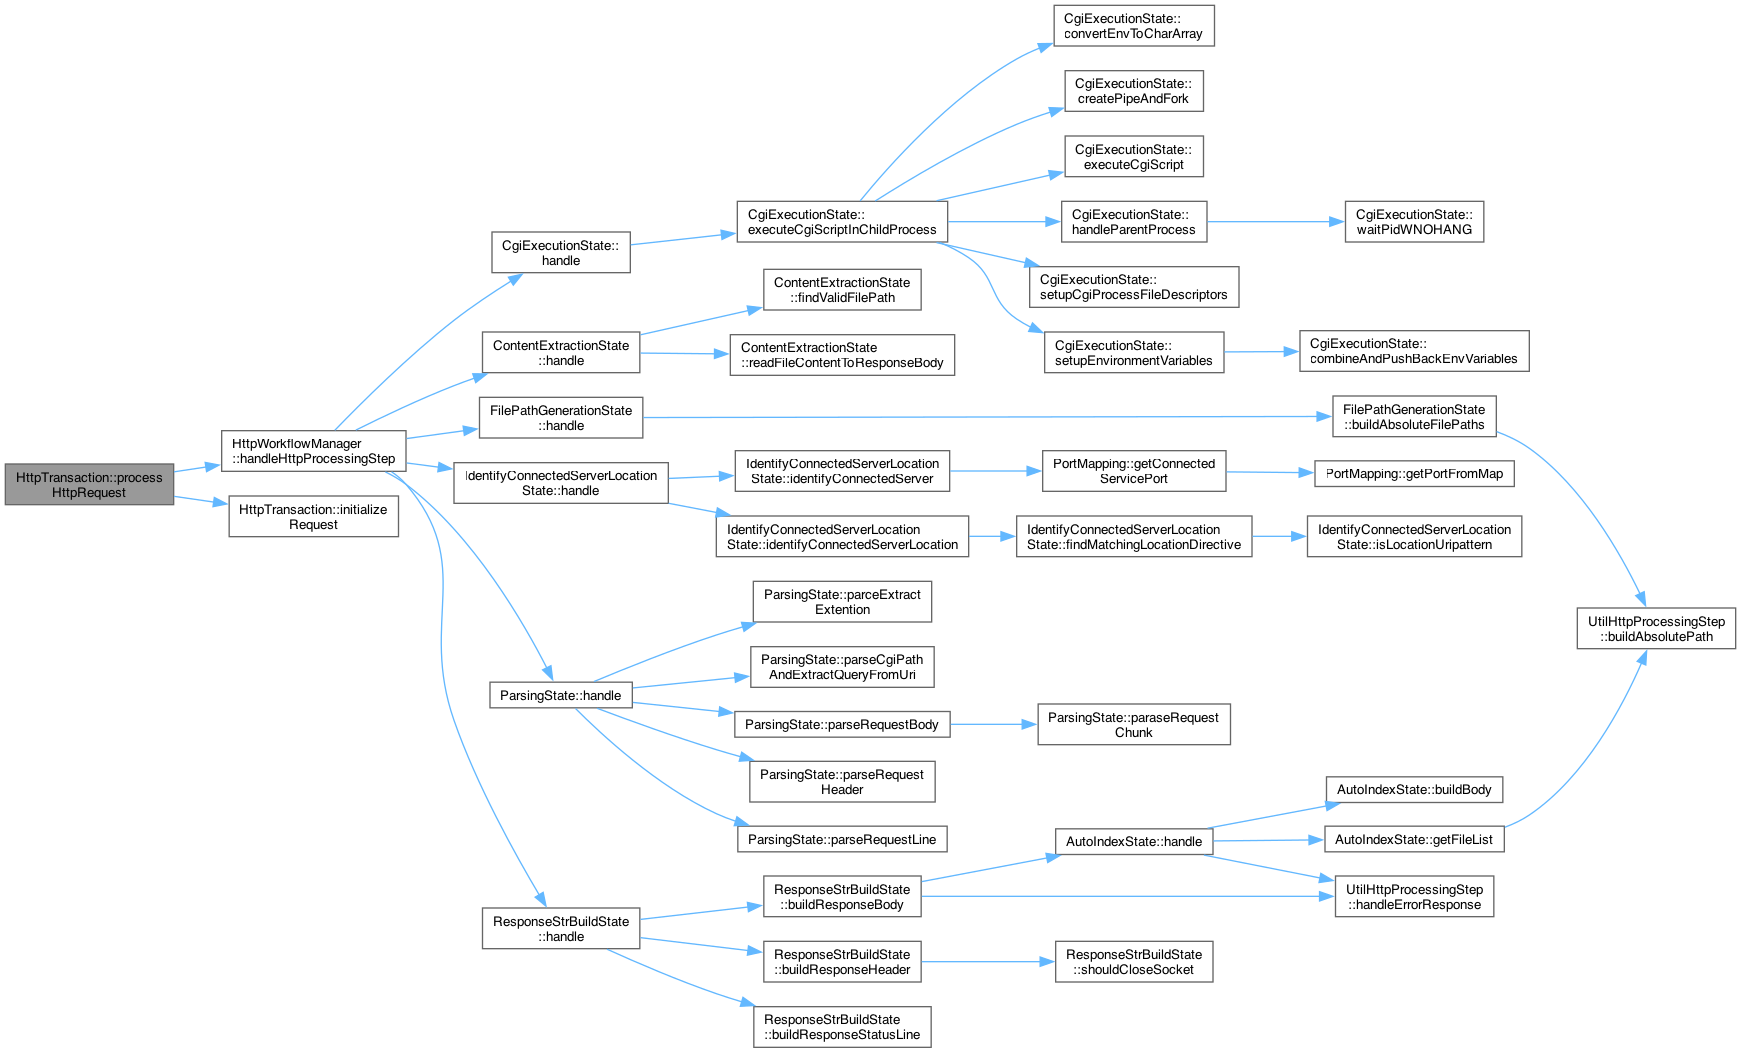 HttpTransaction::process
HttpRequest
HttpWorkflowManager
::handleHttpProcessingStep
HttpTransaction::initialize
Request
CgiExecutionState::
handle
ContentExtractionState
::handle
FilePathGenerationState
::handle
IdentifyConnectedServerLocation
State::handle
ParsingState::handle
ResponseStrBuildState
::handle
CgiExecutionState::
executeCgiScriptInChildProcess
ContentExtractionState
::findValidFilePath
ContentExtractionState
::readFileContentToResponseBody
IdentifyConnectedServerLocation
State::identifyConnectedServer
IdentifyConnectedServerLocation
State::identifyConnectedServerLocation
ParsingState::parceExtract
Extention
ParsingState::parseCgiPath
AndExtractQueryFromUri
ParsingState::parseRequestBody
ParsingState::parseRequest
Header
ParsingState::parseRequestLine
ResponseStrBuildState
::buildResponseBody
ResponseStrBuildState
::buildResponseHeader
ResponseStrBuildState
::buildResponseStatusLine
CgiExecutionState::
convertEnvToCharArray
CgiExecutionState::
createPipeAndFork
CgiExecutionState::
executeCgiScript
CgiExecutionState::
handleParentProcess
CgiExecutionState::
setupCgiProcessFileDescriptors
CgiExecutionState::
setupEnvironmentVariables
PortMapping::getConnected
ServicePort
IdentifyConnectedServerLocation
State::findMatchingLocationDirective
ParsingState::paraseRequest
Chunk
AutoIndexState::handle
ResponseStrBuildState
::shouldCloseSocket
CgiExecutionState::
waitPidWNOHANG
CgiExecutionState::
combineAndPushBackEnvVariables
FilePathGenerationState
::buildAbsoluteFilePaths
PortMapping::getPortFromMap
IdentifyConnectedServerLocation
State::isLocationUripattern
AutoIndexState::buildBody
AutoIndexState::getFileList
UtilHttpProcessingStep
::handleErrorResponse
UtilHttpProcessingStep
::buildAbsolutePath